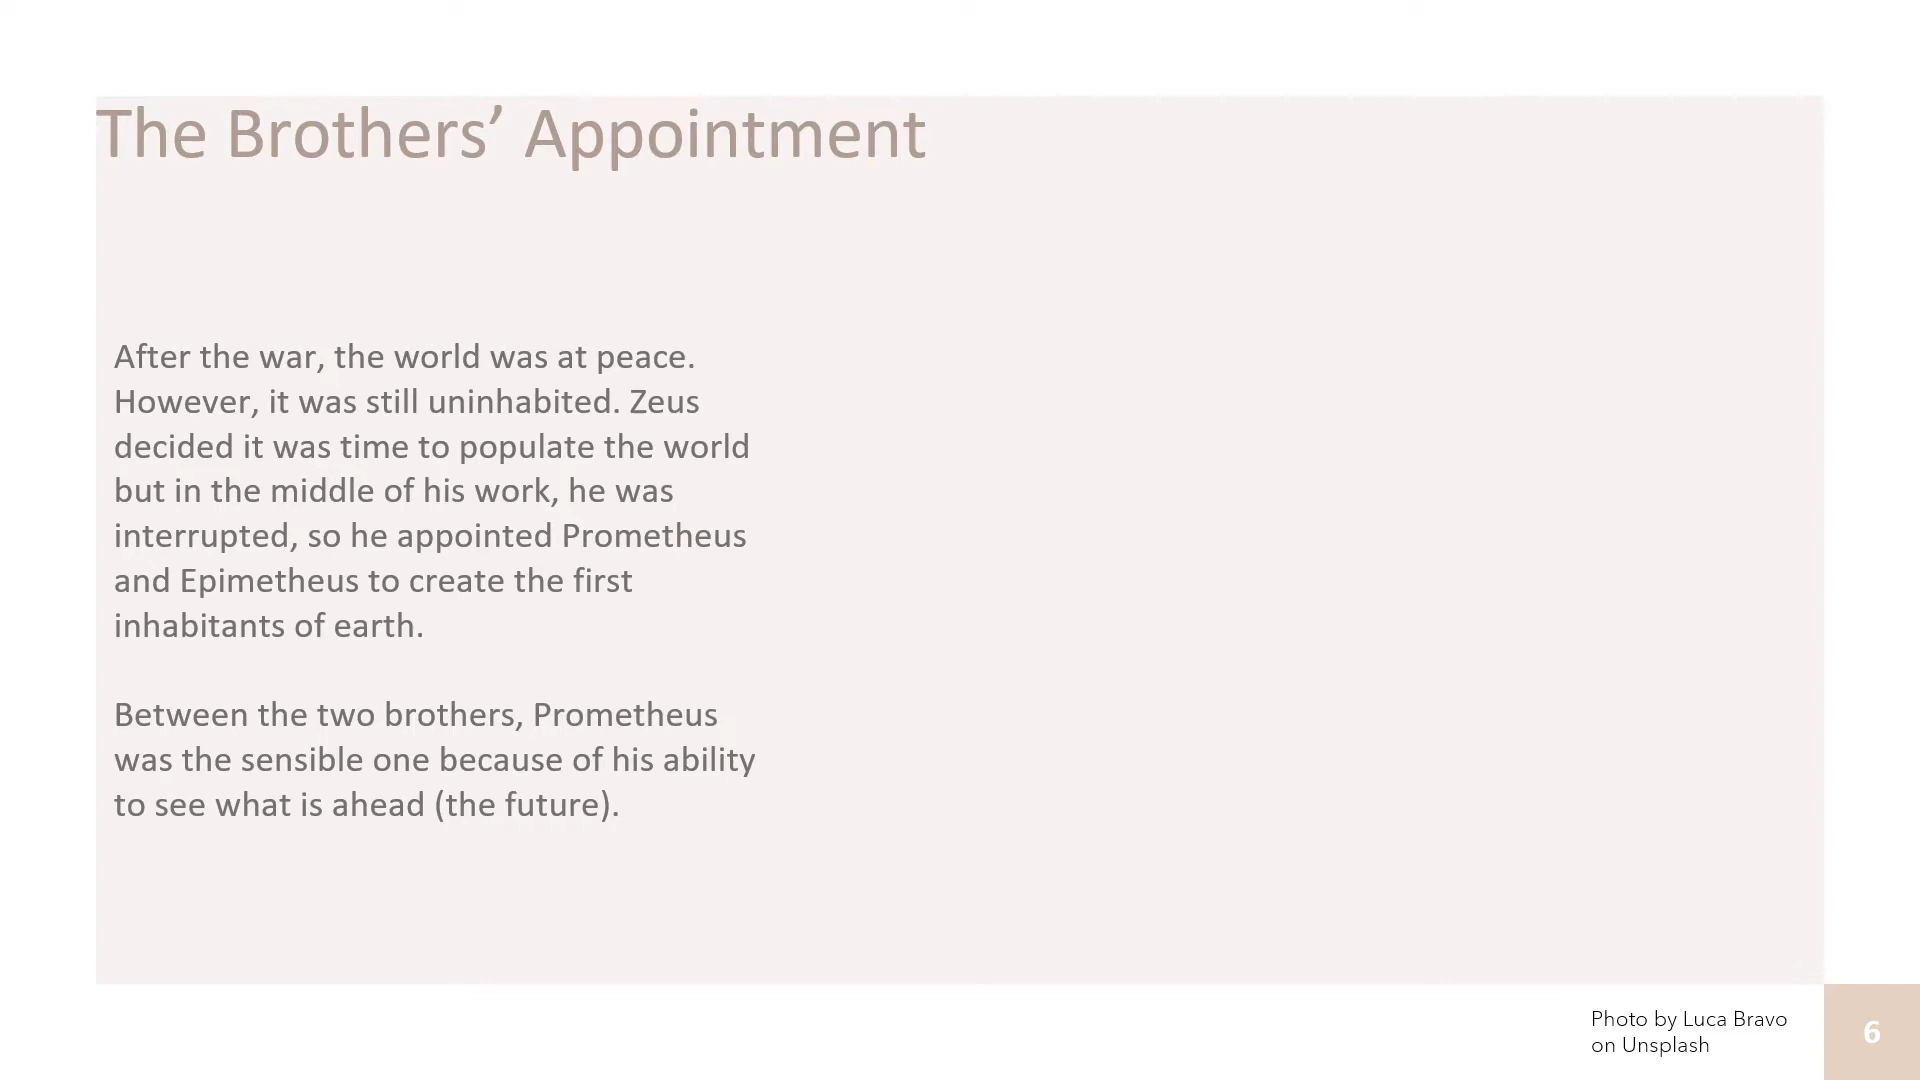 The Brothers’ Appointment
After the war, the world was at peace.
However, it was still uninhabited. Zeus
decided it was time to populate the world
but in the middle of his work, he was
interrupted, so he appointed Prometheus
and Epimetheus to create the first
inhabitants of earth.
Between the two brothers, Prometheus
was the sensible one because of his ability
to see what is ahead (the future).
Photo by Luca Bravo
on Unsplash
6